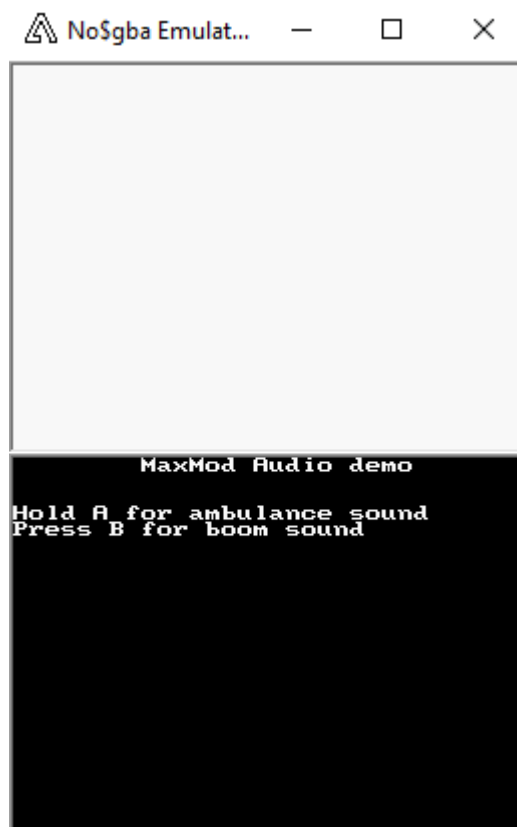 No$gba Emulat...
MaxMod Audio demo
Hold A for ambulance sound
Press B for boom sound